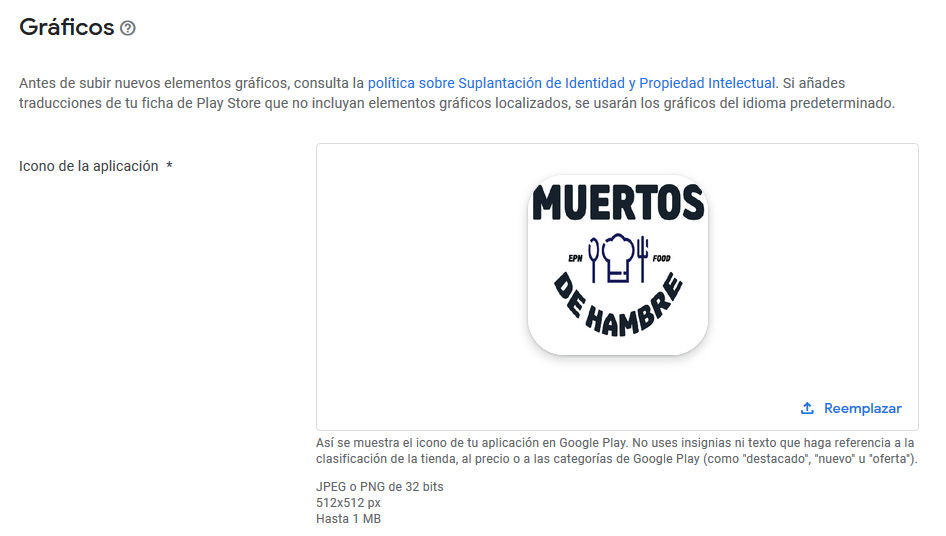 Gráficos
Antes de subir nuevos elementos gráficos, consulta la política sobre Suplantación de Identidad y Propiedad Intelectual. Si añades
traducciones de tu ficha de Play Store que no incluyan elementos gráficos localizados, se usarán los gráficos del idioma predeterminado.
Icono de la aplicación *
MUERTOS
EPN FOOD
DE HAMBRE
Reemplazar
Así se muestra el icono de tu aplicación en Google Play. No uses insignias ni texto que haga referencia a la
clasificación de la tienda, al precio o a las categorías de Google Play (como "destacado", "nuevo" u "oferta").
JPEG o PNG de 32 bits
512x512 px
Hasta 1 MB